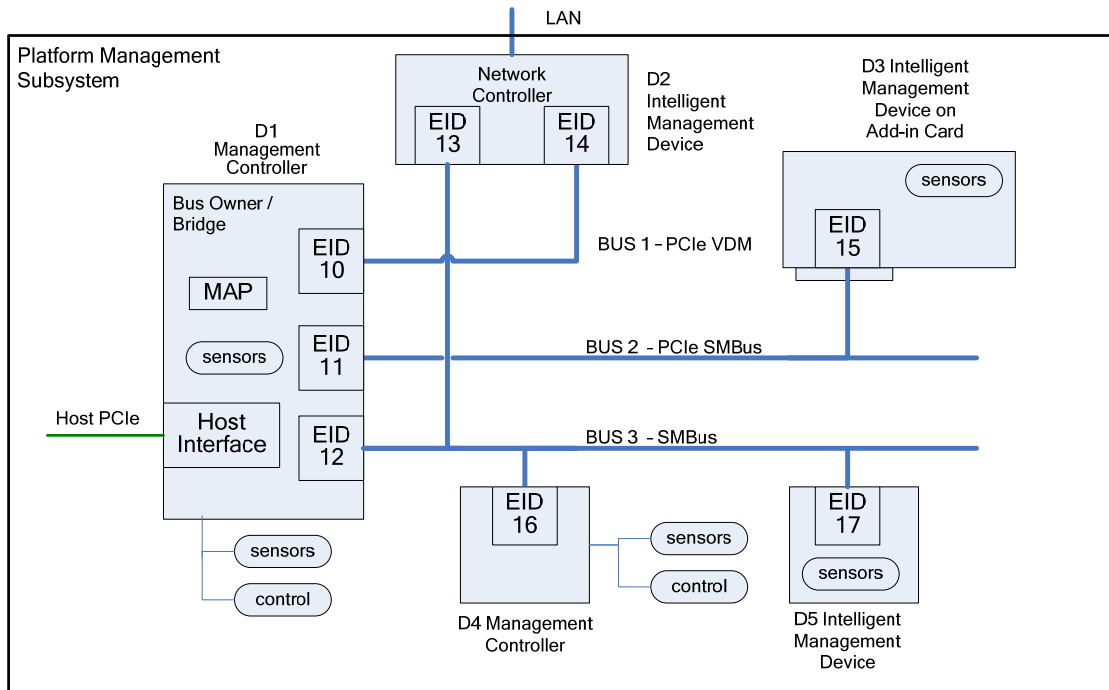 LAN
Platform Management
Subsystem
Network
Controller
EID
13
EID
14
D2
Intelligent
Management
Device
D3 Intelligent
Management
Device on
Add-in Card
sensors
EID
15
D1
Management
Controller
Bus Owner /
Bridge
EID
10
MAP
sensors
EID
11
Host
Interface
EID
12
Host PCIe
BUS 1 - PCIe VDM
BUS 2 - PCIe SMBus
BUS 3 - SMBus
sensors
control
EID
16
sensors
control
D4 Management
Controller
EID
17
sensors
D5 Intelligent
Management
Device